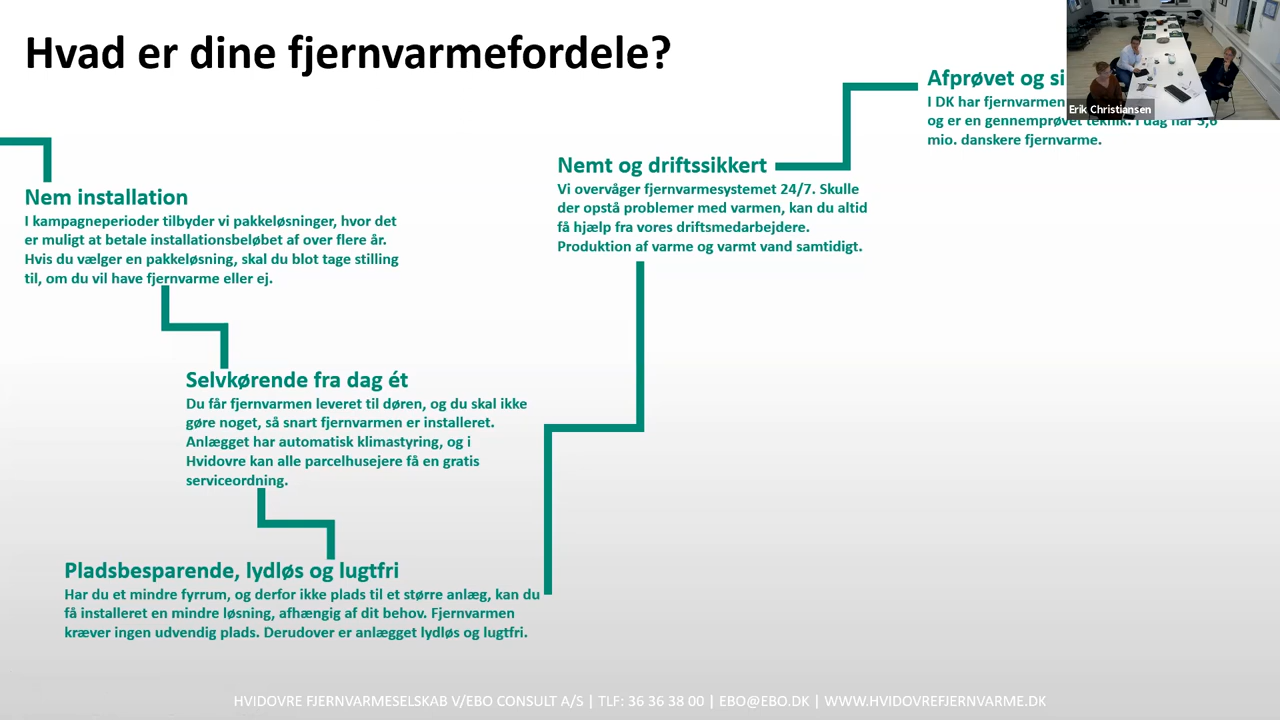 Hvad er dine fjernvarmefordele?
Nem installation
I kampagneperioder tilbyder vi pakkeløsninger, hvor det
er muligt at betale installationsbeløbet af over flere år.
Hvis du vælger en pakkeløsning, skal du blot tage stilling
til, om du vil have fjernvarme eller ej.
Selvkørende fra dag ét
Du får fjernvarmen leveret til døren, og du skal ikke
gøre noget, så snart fjernvarmen er installeret.
Anlægget har automatisk klimastyring, og i
Hvidovre kan alle parcelhusejere få en gratis
serviceordning.
Pladsbesparende, lydløs og lugtfri
Har du et mindre fyrrum, og derfor ikke plads til et større anlæg, kan du
få installeret en mindre løsning, afhængig af dit behov. Fjernvarmen
kræver ingen udvendig plads. Derudover er anlægget lydløs og lugtfri.
Nemt og driftssikkert
Vi overvåger fjernvarmesystemet 24/7. Skulle
der opstå problemer med varmen, kan du altid
få hjælp fra vores driftsmedarbejdere.
Produktion af varme og varmt vand samtidigt.
Afprøvet og
I DK har fjernvarmen
og er en gennemprøvet teknik. I dag har 5,6
mio. danskere fjernvarme.
Erik Christiansen
HVIDOVRE FJERNVARMESELSKAB V/EBO CONSULT A/S | TLF: 36 36 38 00 | EBO@EBO.DK | WWW.HVIDOVREFJERNVARME.DK